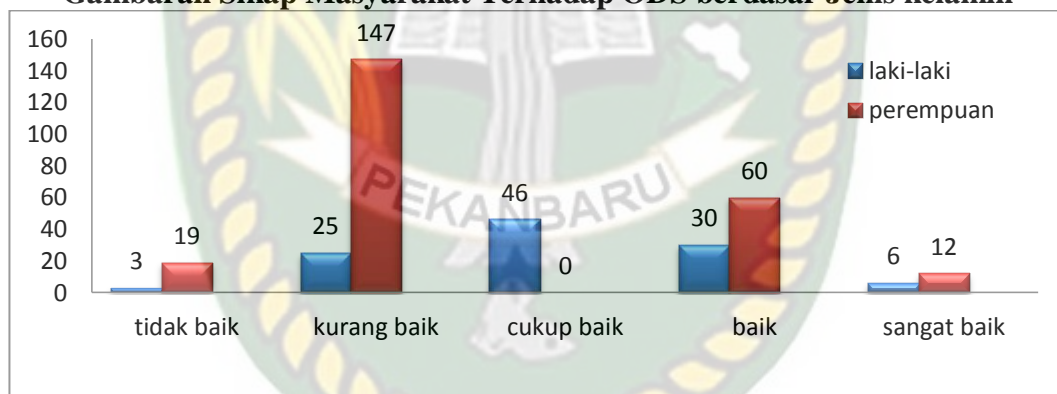 Gambaran Sikap Masyarakat Terhadap ODS berdasar Jenis kelamin
160
140
120
100
80
60
40
20
0
147
46
60
25
30
3
19
0
6
12
tidak baik
kurang baik
cukup baik
baik
sangat baik
laki-laki
perempuan
PEKANBARU